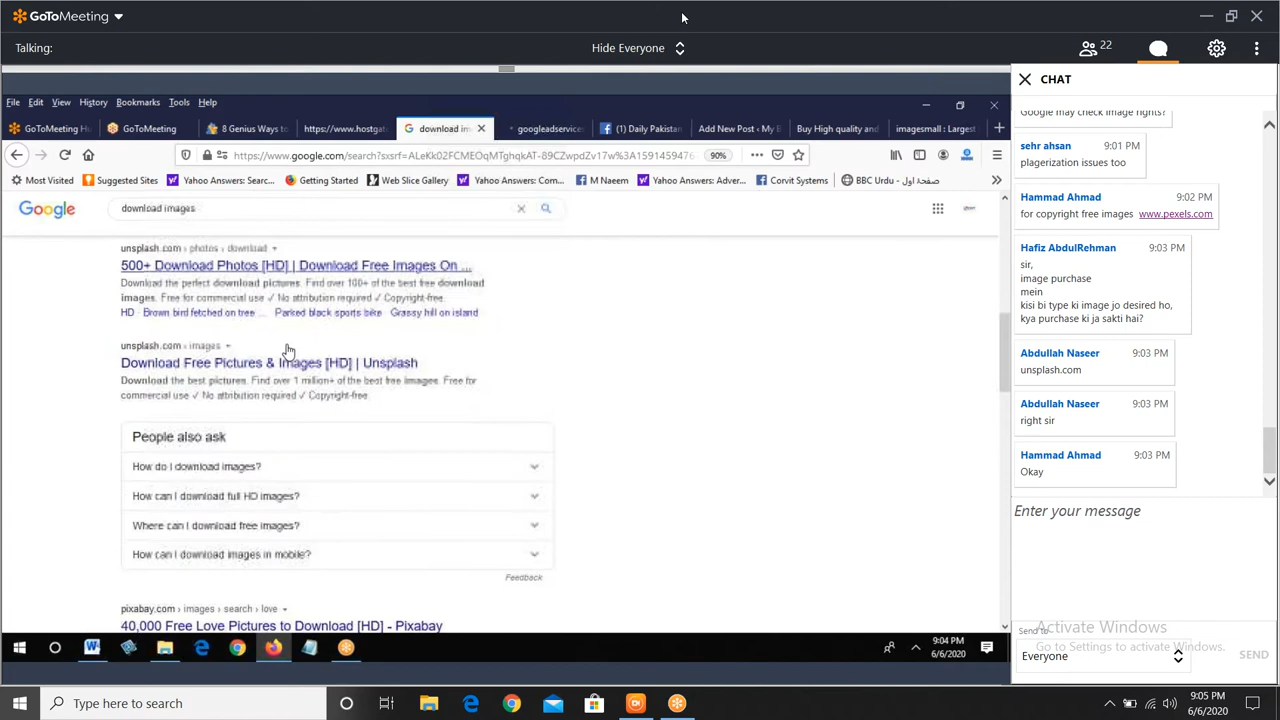 GoToMeeting
Talking:
Hide Everyone
22
File Edit View History Bookmarks Tools Help
GoToMeeting Hu
GoToMeeting
8 Genius Ways to
https://www.hostga
download im
googleadservices
(1) Daily Pakistan
Add New Post ‹ My B
Buy High quality and
imagesmall : Largest
https://www.google.com/search?sxsrf=ALeKk02FCMEOqMTghqkAT-89CZwpdZv17w%3A1591459476
90%
Most Visited
Suggested Sites
Yahoo Answers: Searc...
Getting Started
Web Slice Gallery
Yahoo Answers: Com...
M Naeem
Yahoo Answers: Adver...
Corvit Systems
BBC Urdu - صفحۂ اول
Google
download images
unsplash.com › photos › download
500+ Download Photos [HD] | Download Free Images On ...
Download the perfect download pictures. Find over 100+ of the best free download
images. Free for commercial use ✓ No attribution required ✓ Copyright-free.
HD · Brown bird fetched on tree ... · Parked black sports bike · Grassy hill on island
unsplash.com › images
Download Free Pictures & Images [HD] | Unsplash
Download the best pictures. Find over 1 million+ of the best free images. Free for
commercial use ✓ No attribution required ✓ Copyright-free.
People also ask
How do I download images?
How can I download full HD images?
Where can I download free images?
How can I download images in mobile?
Feedback
pixabay.com › images › search › love
40,000 Free Love Pictures to Download [HD] - Pixabay
9:04 PM
6/6/2020
CHAT
Google may check image rights?
sehr ahsan 9:01 PM
plagerization issues too
Hammad Ahmad 9:02 PM
for copyright free images www.pexels.com
Hafiz AbdulRehman 9:03 PM
sir,
image purchase
mein
kisi bi type ki image jo desired ho,
kya purchase ki ja sakti hai?
Abdullah Naseer 9:03 PM
unsplash.com
Abdullah Naseer 9:03 PM
right sir
Hammad Ahmad 9:03 PM
Okay
Enter your message
Activate Windows
Go to Settings to activate Windows.
Send to
Everyone
SEND
Type here to search
9:05 PM
6/6/2020